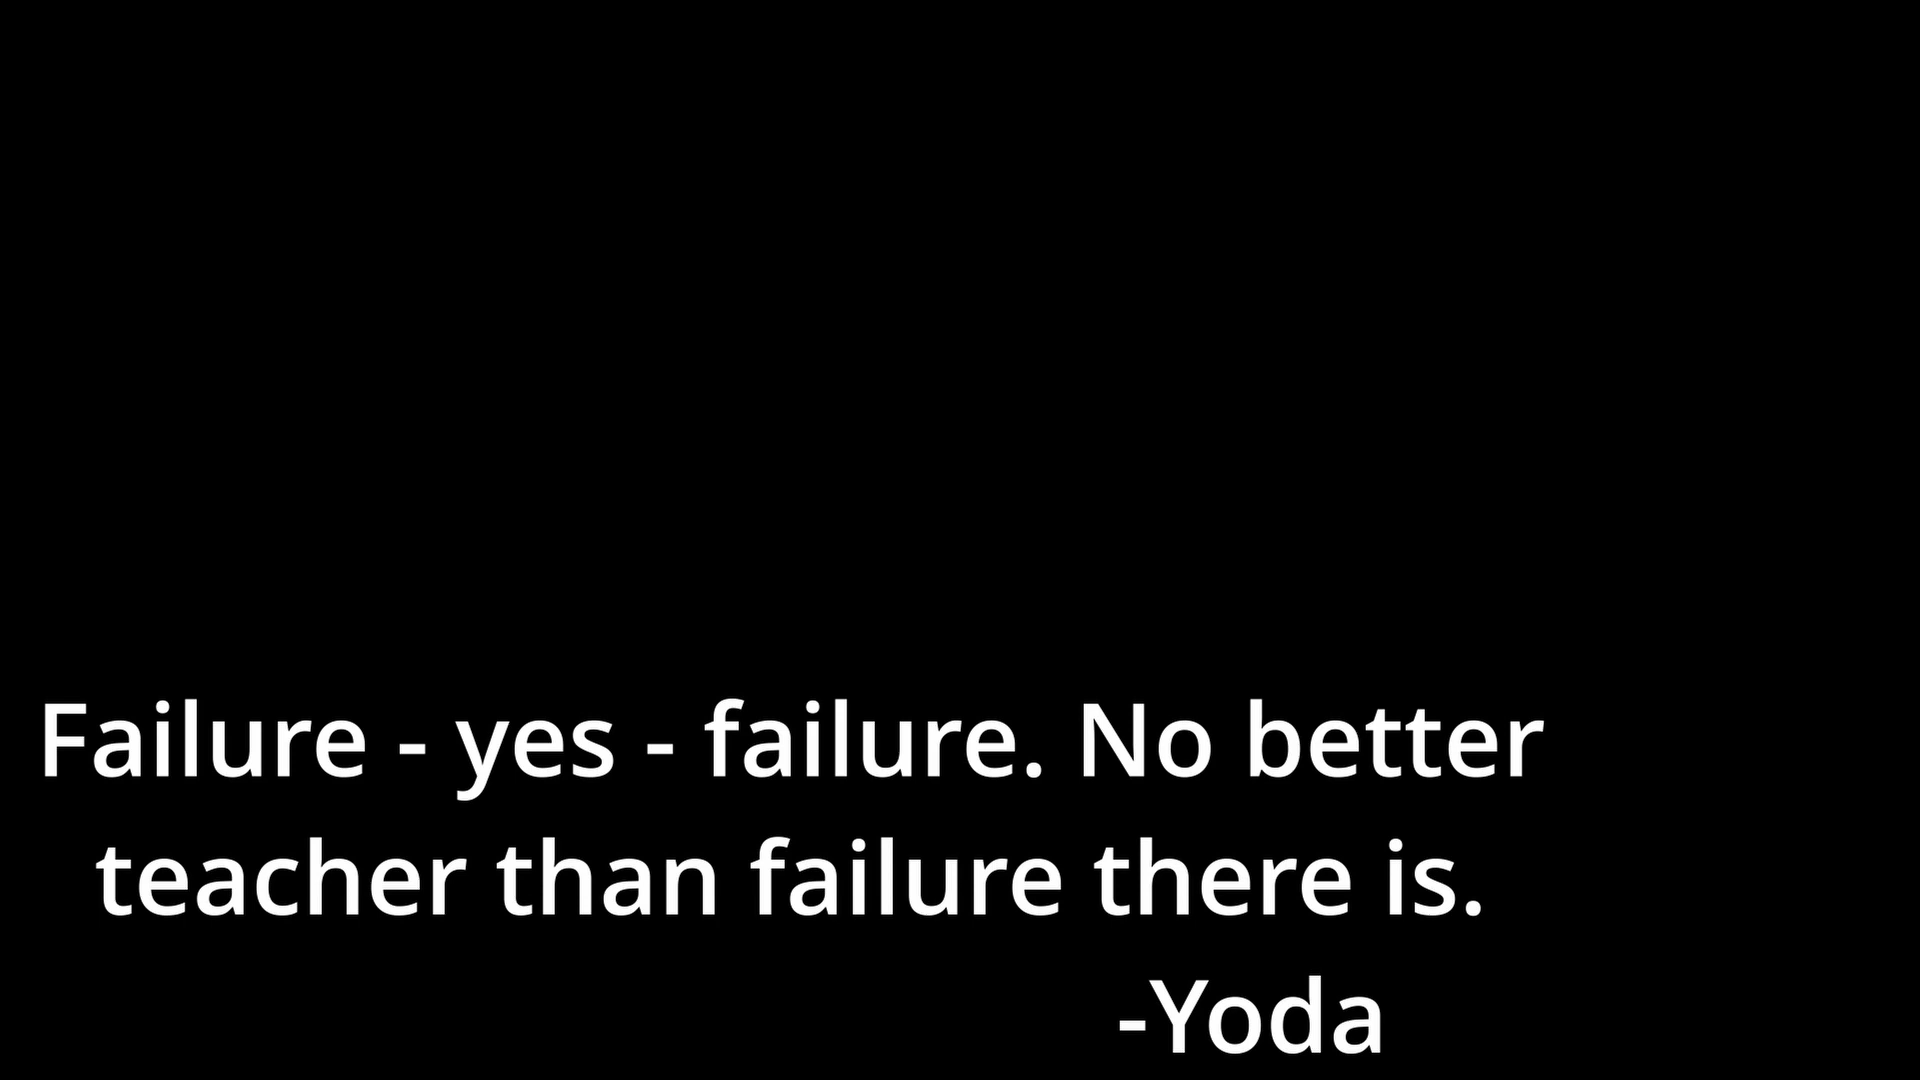 Failure - yes - failure. No better
teacher than failure there is.
-Yoda